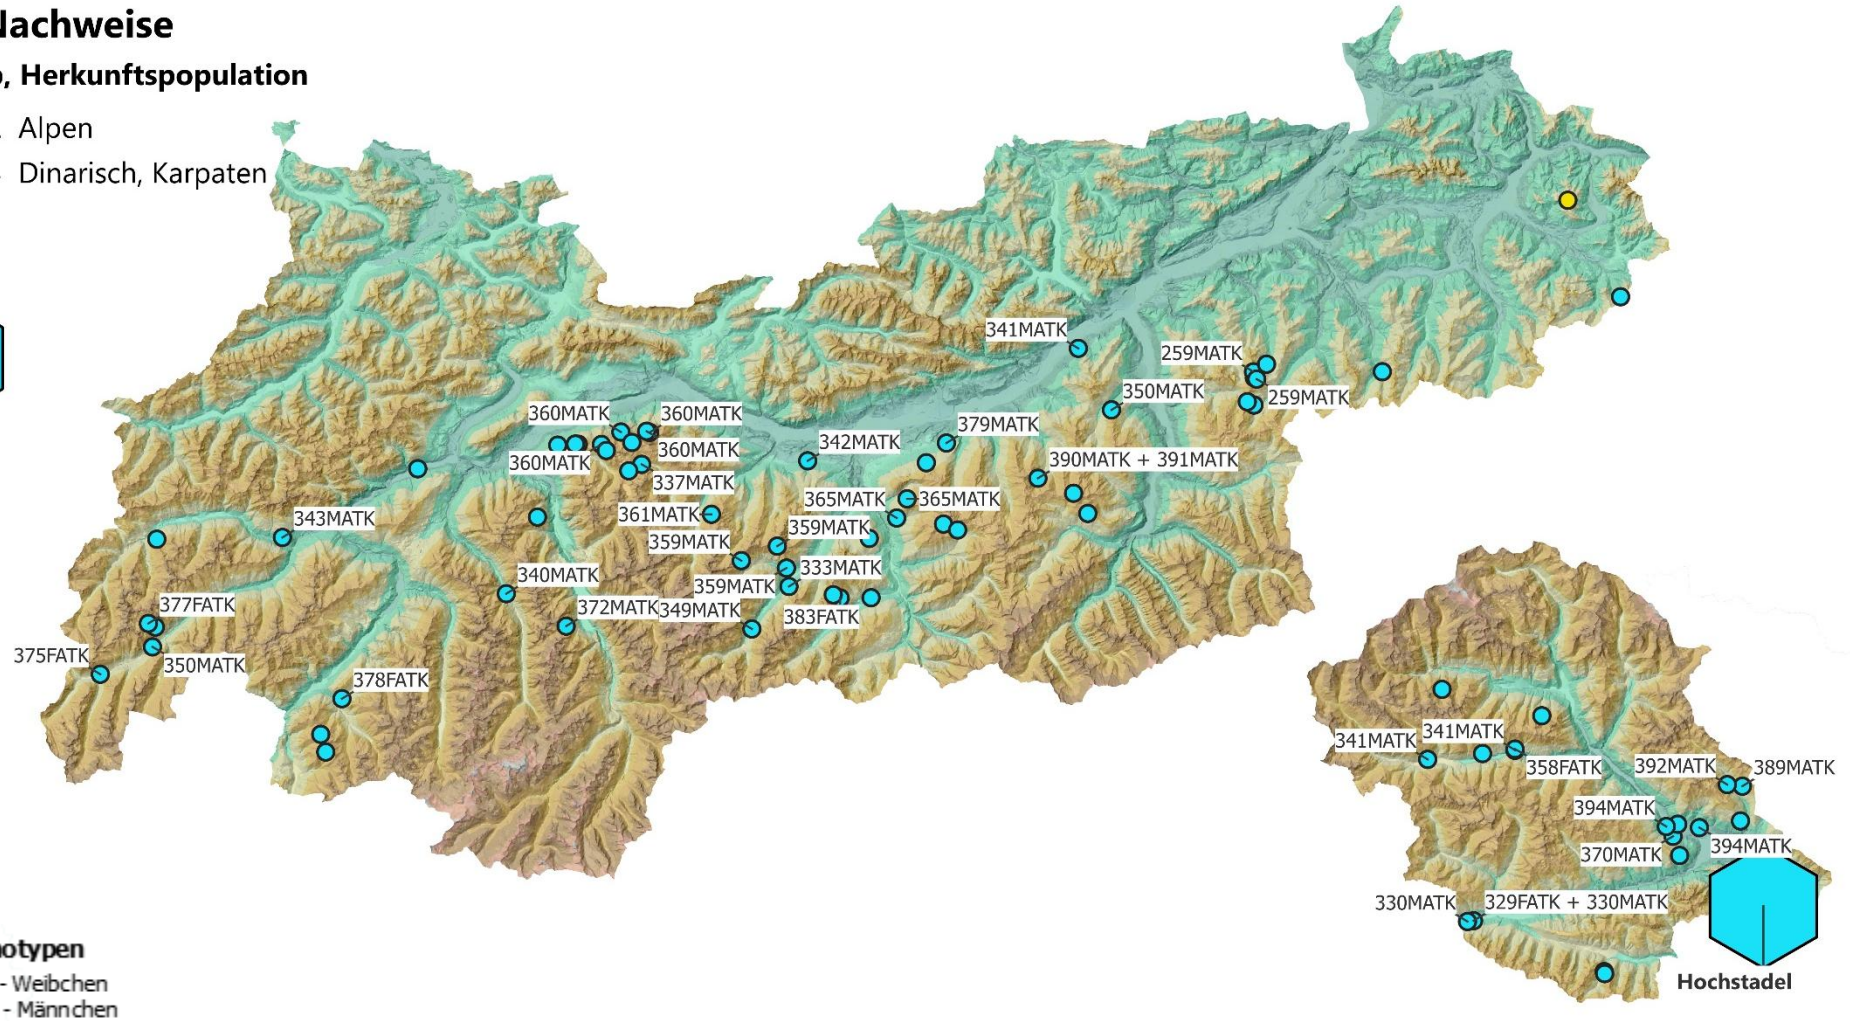 lachweise
, Herkunftspopulation
Alpen
Dinarisch, Karpaten
341MATK
259MATK
350MATK
259MATK
360MATK
360MATK
379MATK
342MATK
360MATK
360MATK
390MATK + 391MATK
337MATK
365MATK
365MATK
361MATK
343MATK
359MATK
359MATK
333MATK
340MATK
359MATK
377FATK
372MATK
349MATK
383FATK
375FATK
350MATK
378FATK
341MATK
341MATK
358FATK
392MATK
389MATK
394MATK
394MATK
370MATK
330MATK
329FATK + 330MATK
notypen
- Weibchen
- Männchen
Hochstadel